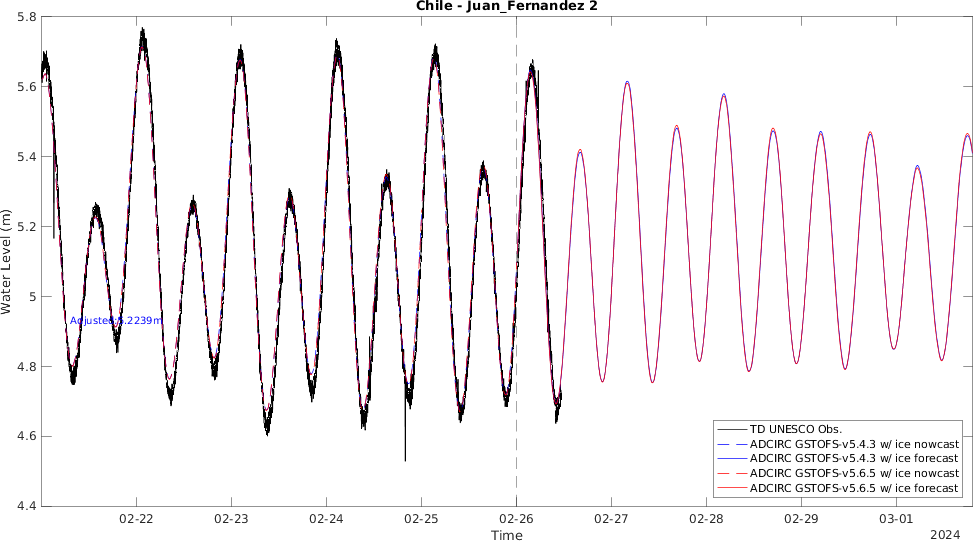 Chile - Juan_Fernandez 2
5.8
5.6
5.4
5.2
5
4.8
4.6
4.4
Water Level (m)
Adjusted:5.2239m
02-22
02-23
02-24
02-25
02-26
02-27
02-28
02-29
03-01
Time
2024
TD UNESCO Obs.
ADCIRC GSTOFS-v5.4.3 w/ ice nowcast
ADCIRC GSTOFS-v5.4.3 w/ ice forecast
ADCIRC GSTOFS-v5.6.5 w/ ice nowcast
ADCIRC GSTOFS-v5.6.5 w/ ice forecast